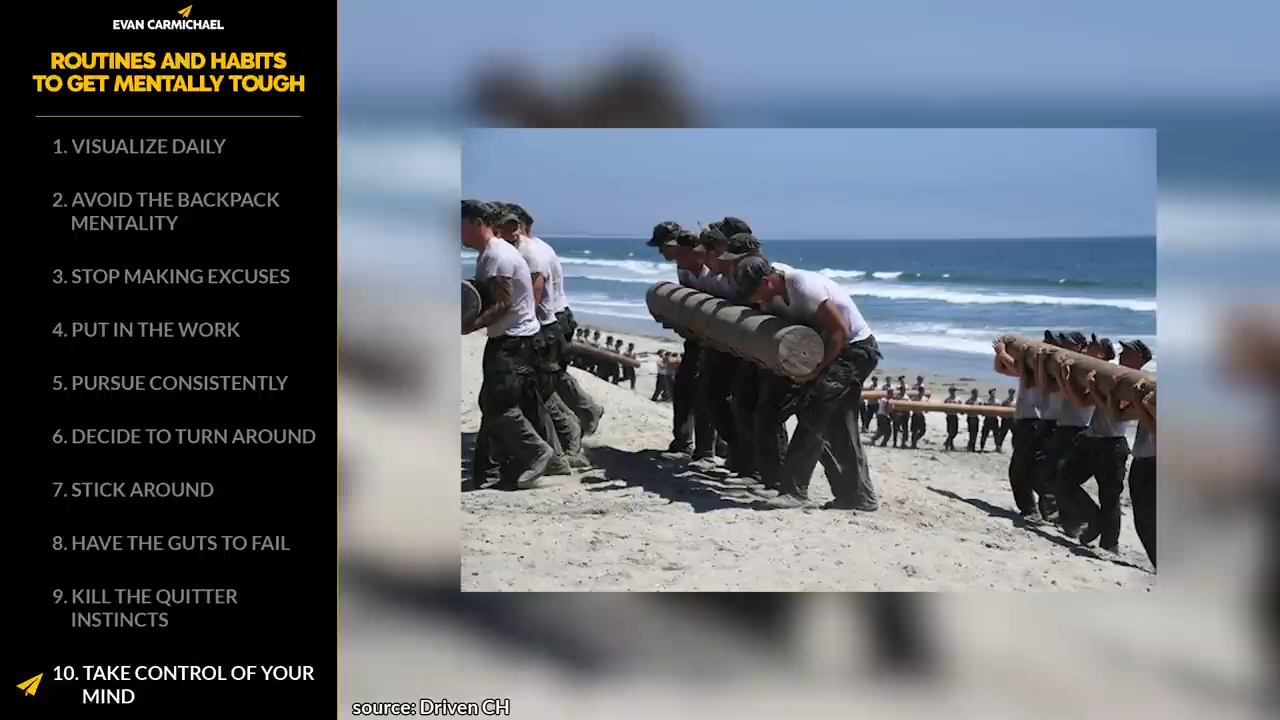 EVAN CARMICHAEL
ROUTINES AND HABITS
TO GET MENTALLY TOUGH
1. VISUALIZE DAILY
2. AVOID THE BACKPACK
MENTALITY
3. STOP MAKING EXCUSES
4. PUT IN THE WORK
5. PURSUE CONSISTENTLY
6. DECIDE TO TURN AROUND
7. STICK AROUND
8. HAVE THE GUTS TO FAIL
9. KILL THE QUITTER
INSTINCTS
10. TAKE CONTROL OF YOUR
MIND
source: Driven CH